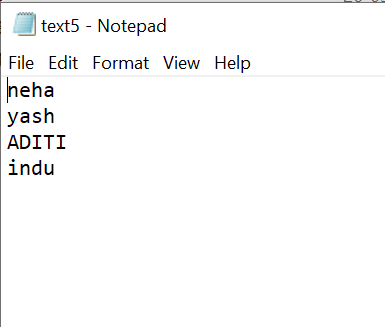 text5 - Notepad
File Edit Format View Help
neha
yash
ADITI
indu